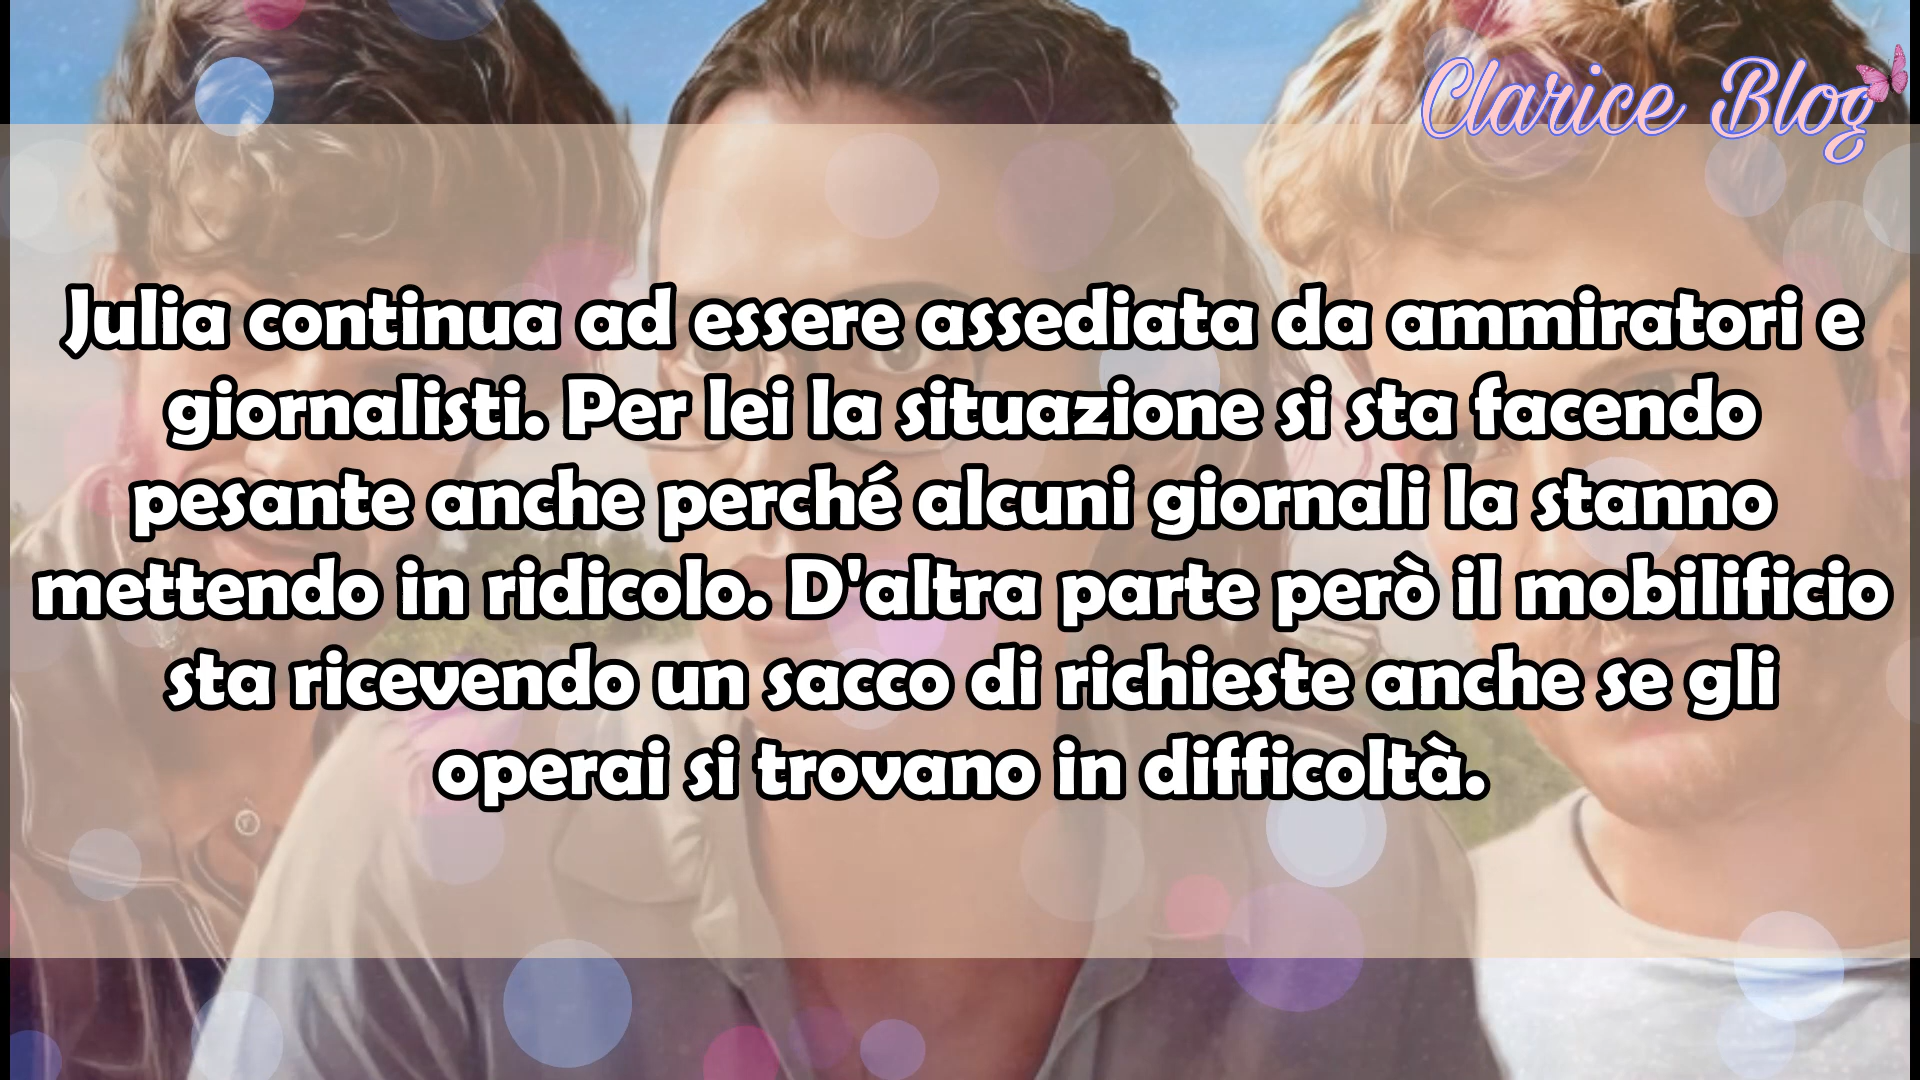 Clarice Blog
Julia continua ad essere assediata da ammiratori e
giornalisti. Per lei la situazione si sta facendo
pesante anche perché alcuni giornali la stanno
mettendo in ridicolo. D'altra parte però il mobilificio
sta ricevendo un sacco di richieste anche se gli
operai si trovano in difficoltà.